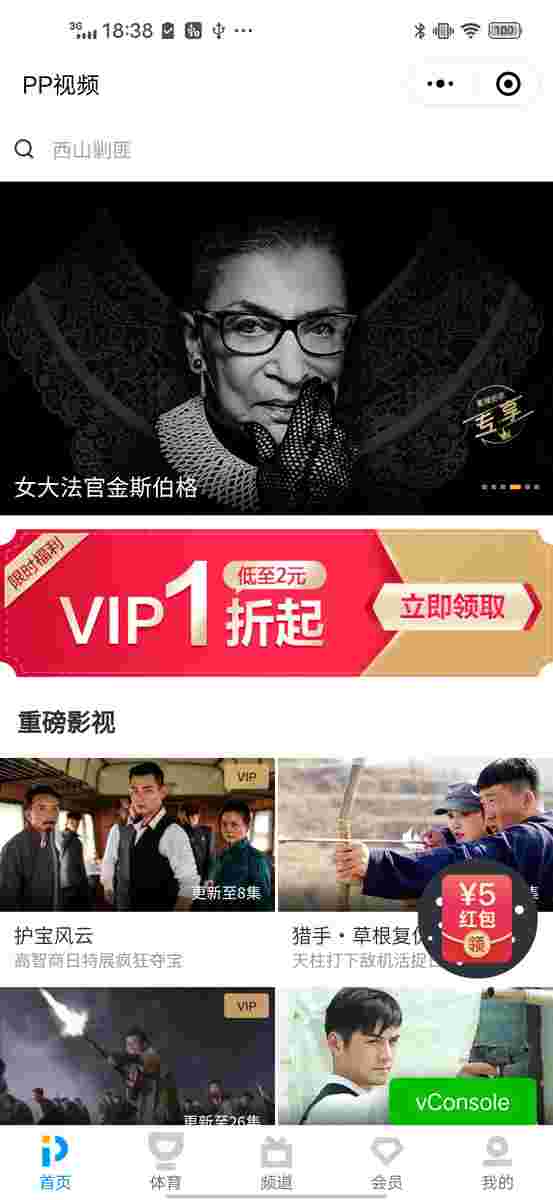 3G 18:38 100
PP视频
西山剿匪
专享
女大法官金斯伯格
限时福利
VIP1折起
低至2元
立即领取
重磅影视
VIP
更新至8集
集
护宝风云
猎手·草根复仇
高智商日特展疯狂夺宝
天柱打下敌机活捉
¥5
红包
领
VIP
更新至26集
vConsole
首页
体育
频道
会员
我的